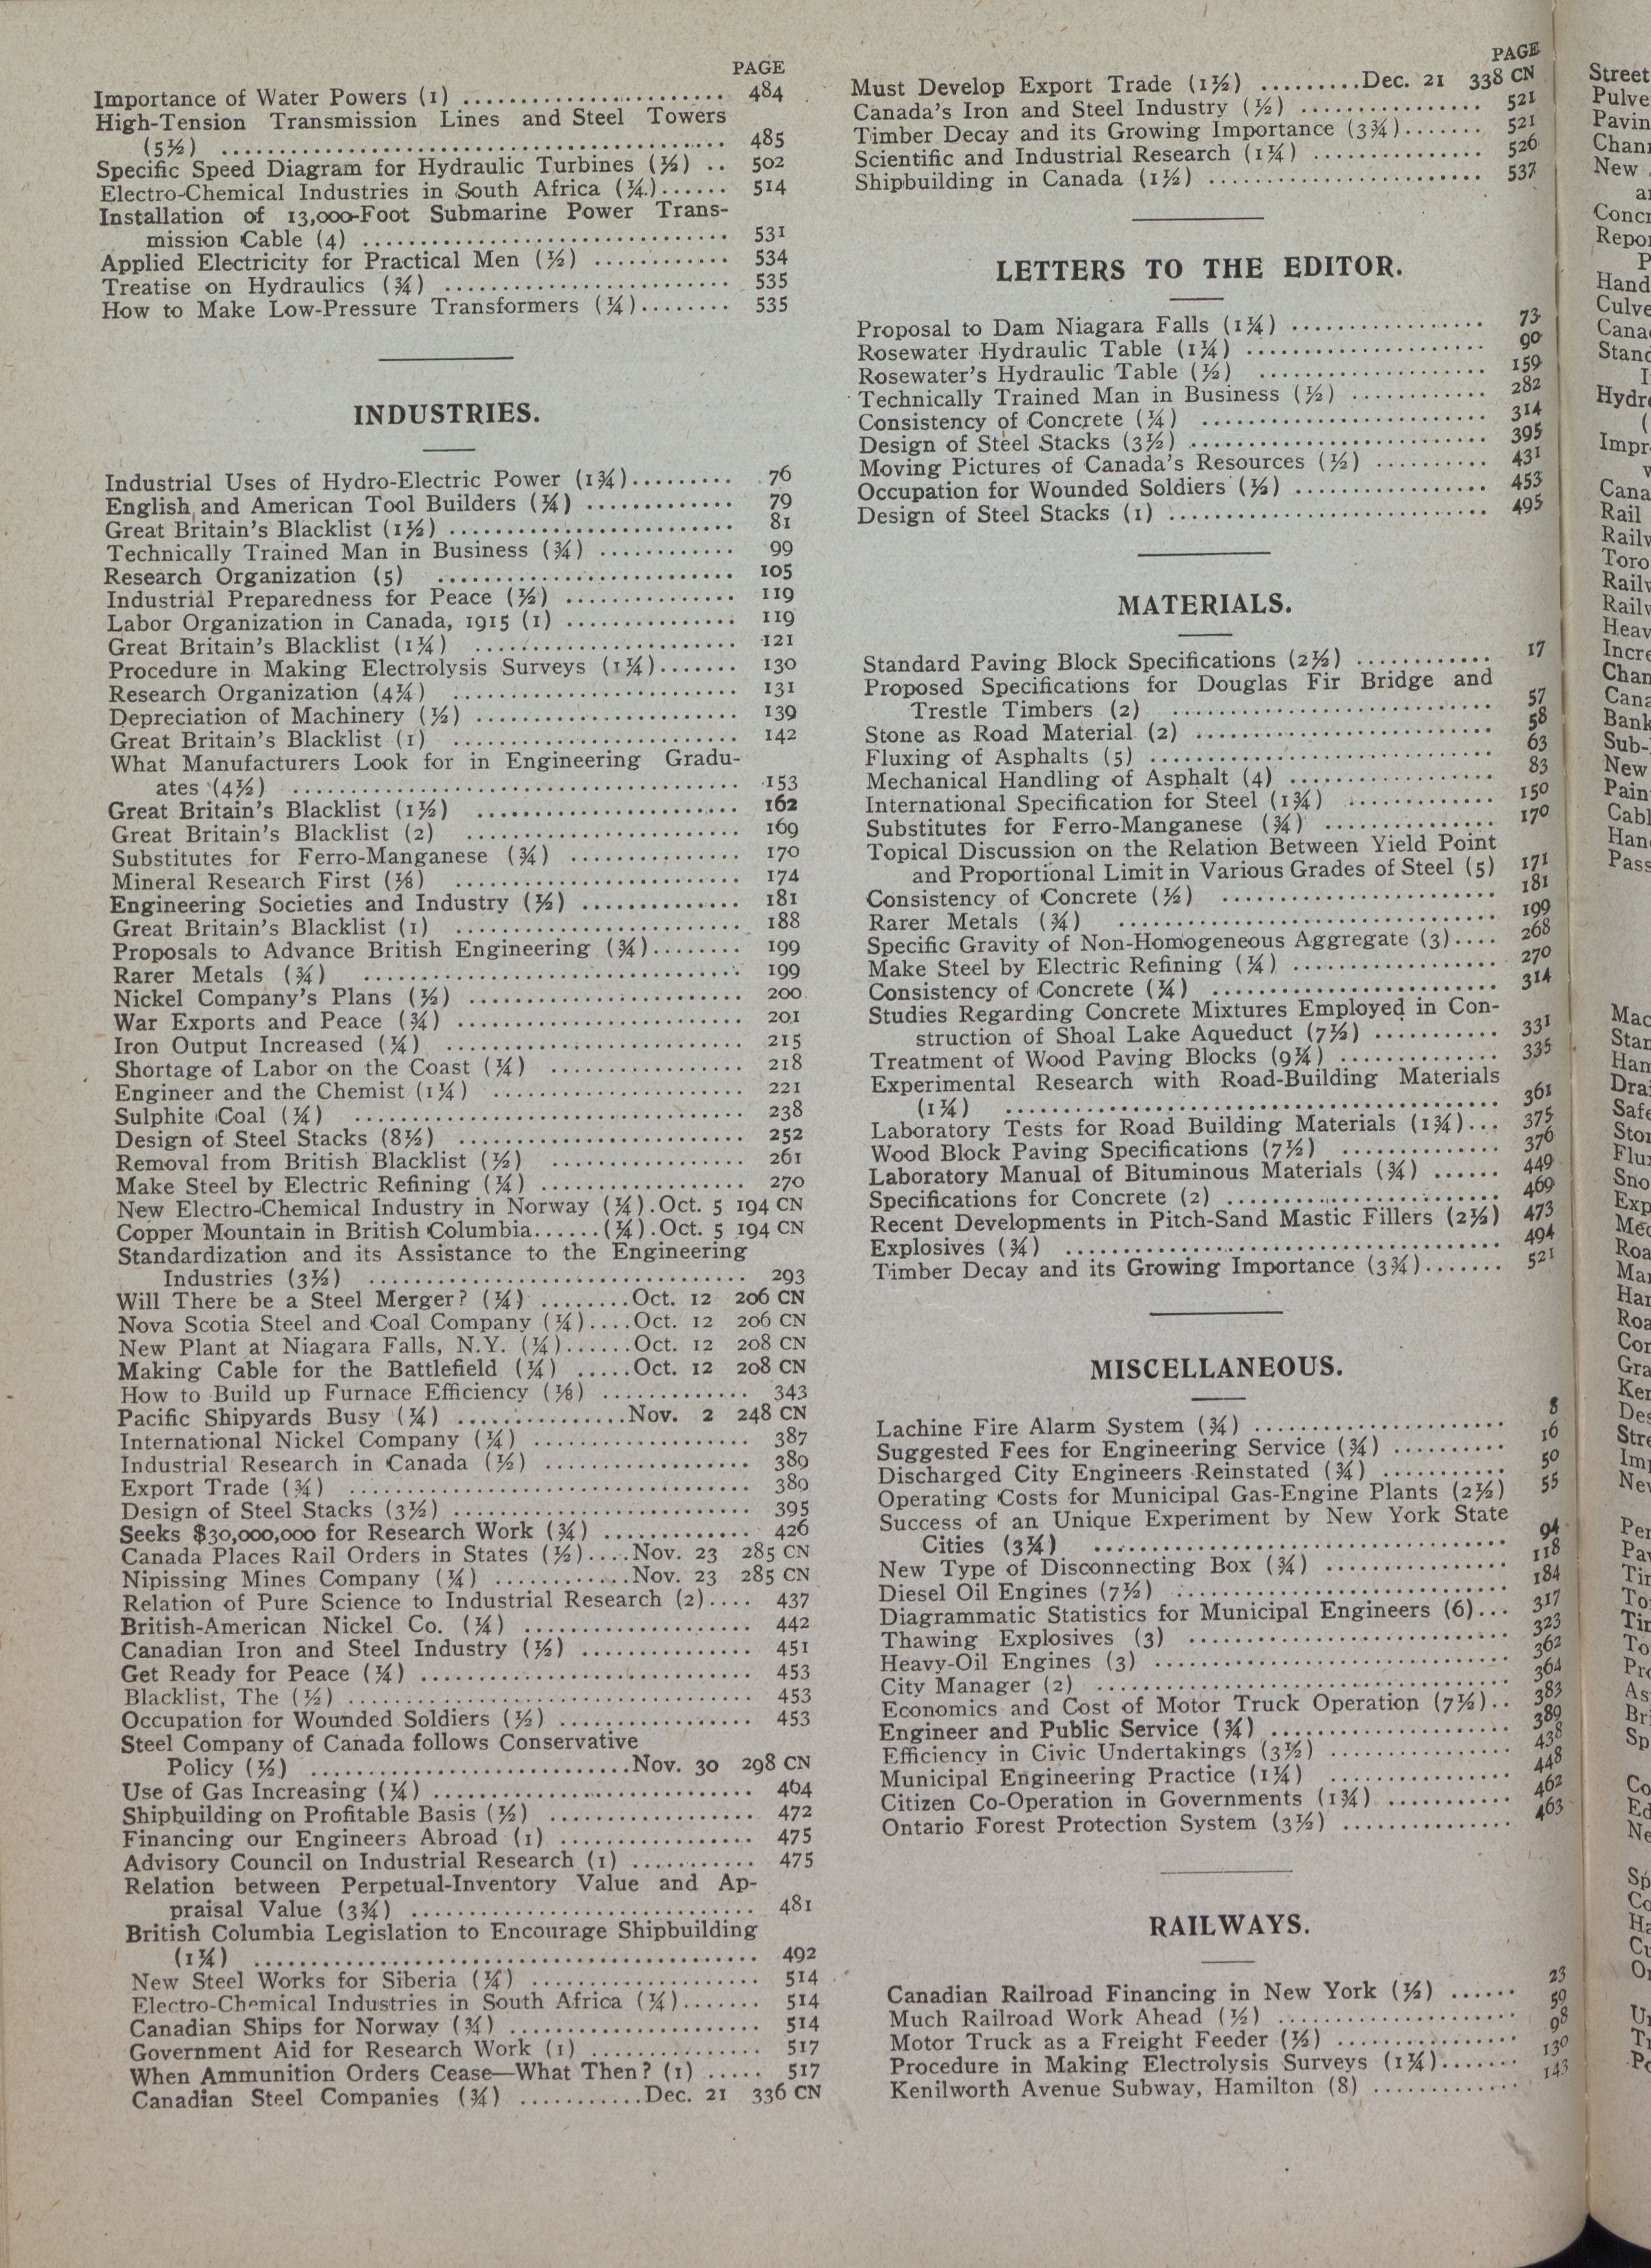 PAGE
Importance of Water Powers (1) ........................ 484
High-Tension Transmission Lines and Steel Towers
(5½) ............................................ 485
Specific Speed Diagram for Hydraulic Turbines (½) .. 502
Electro-Chemical Industries in South Africa (¼)...... 514
Installation of 13,000-Foot Submarine Power Trans-
mission Cable (4) ................................ 531
Applied Electricity for Practical Men (½) ............ 534
Treatise on Hydraulics (¾) ......................... 535
How to Make Low-Pressure Transformers (¼)........ 535
INDUSTRIES.
Industrial Uses of Hydro-Electric Power (1¾)......... 76
English and American Tool Builders (¼) ............. 79
Great Britain's Blacklist (1½) ......................... 81
Technically Trained Man in Business (¾) ............ 99
Research Organization (5) .......................... 105
Industrial Preparedness for Peace (½) ............... 119
Labor Organization in Canada, 1915 (1) ............... 119
Great Britain's Blacklist (1¼) ....................... 121
Procedure in Making Electrolysis Surveys (1¼)....... 130
Research Organization (4¼) ......................... 131
Depreciation of Machinery (½) ....................... 139
Great Britain's Blacklist (1) ......................... 142
What Manufacturers Look for in Engineering Gradu-
ates (4½) ....................................... 153
Great Britain's Blacklist (1½) ....................... 162
Great Britain's Blacklist (2) ........................ 169
Substitutes for Ferro-Manganese (¾) ............... 170
Mineral Research First (⅛) ......................... 174
Engineering Societies and Industry (½) .............. 181
Great Britain's Blacklist (1) ......................... 188
Proposals to Advance British Engineering (¾)........ 199
Rarer Metals (¾) ................................. 199
Nickel Company's Plans (½) ........................ 200
War Exports and Peace (¾) ......................... 201
Iron Output Increased (¼) .......................... 215
Shortage of Labor on the Coast (¼) ................. 218
Engineer and the Chemist (1¼) ...................... 221
Sulphite Coal (¼) .................................. 238
Design of Steel Stacks (8½) ......................... 252
Removal from British Blacklist (½) ................. 261
Make Steel by Electric Refining (¼) .................. 270
New Electro-Chemical Industry in Norway (¼).Oct. 5 194 CN
Copper Mountain in British Columbia......(¼).Oct. 5 194 CN
Standardization and its Assistance to the Engineering
Industries (3½) ................................. 293
Will There be a Steel Merger? (¼) ........Oct. 12 206 CN
Nova Scotia Steel and Coal Company (¼)....Oct. 12 206 CN
New Plant at Niagara Falls, N.Y. (¼)......Oct. 12 208 CN
Making Cable for the Battlefield (¼) .....Oct. 12 208 CN
How to Build up Furnace Efficiency (⅛) ............. 343
Pacific Shipyards Busy (¼) ...............Nov. 2 248 CN
International Nickel Company (¼) ................... 387
Industrial Research in Canada (½) .................. 389
Export Trade (¾) ................................... 389
Design of Steel Stacks (3½) .......................... 395
Seeks $30,000,000 for Research Work (¾) ............. 426
Canada Places Rail Orders in States (½)....Nov. 23 285 CN
Nipissing Mines Company (¼) ............Nov. 23 285 CN
Relation of Pure Science to Industrial Research (2).... 437
British-American Nickel Co. (¼) .................... 442
Canadian Iron and Steel Industry (½) ............... 451
Get Ready for Peace (¼) ............................. 453
Blacklist, The (½) .................................... 453
Occupation for Wounded Soldiers (½) ................. 453
Steel Company of Canada follows Conservative
Policy (½) ............................Nov. 30 298 CN
Use of Gas Increasing (¼) ............................ 464
Shipbuilding on Profitable Basis (½) .................. 472
Financing our Engineers Abroad (1) ................. 475
Advisory Council on Industrial Research (1) ........... 475
Relation between Perpetual-Inventory Value and Ap-
praisal Value (3¾) .............................. 481
British Columbia Legislation to Encourage Shipbuilding
(1¼) ............................................ 492
New Steel Works for Siberia (¼) .................... 514
Electro-Chemical Industries in South Africa (¼)....... 514
Canadian Ships for Norway (¾) ...................... 514
Government Aid for Research Work (1) ............... 517
When Ammunition Orders Cease—What Then? (1) ..... 517
Canadian Steel Companies (¾) ...........Dec. 21 336 CN
PAGE
Must Develop Export Trade (1½) .........Dec. 21 338 CN
Canada's Iron and Steel Industry (½) ................ 521
Timber Decay and its Growing Importance (3¾)....... 521
Scientific and Industrial Research (1¼) ............... 526
Shipbuilding in Canada (1½) ........................ 537
LETTERS TO THE EDITOR.
Proposal to Dam Niagara Falls (1¼) ................. 73
Rosewater Hydraulic Table (1¼) ..................... 90
Rosewater's Hydraulic Table (½) .................... 159
Technically Trained Man in Business (½) ............ 282
Consistency of Concrete (¼) ........................ 314
Design of Steel Stacks (3½) .......................... 395
Moving Pictures of Canada's Resources (½) .......... 431
Occupation for Wounded Soldiers (½) ................. 453
Design of Steel Stacks (1) ............................ 495
MATERIALS.
Standard Paving Block Specifications (2½) ............ 17
Proposed Specifications for Douglas Fir Bridge and
Trestle Timbers (2) ............................ 57
Stone as Road Material (2) .......................... 58
Fluxing of Asphalts (5) .............................. 63
Mechanical Handling of Asphalt (4) .................. 83
International Specification for Steel (1¾) ............. 150
Substitutes for Ferro-Manganese (¾) ............... 170
Topical Discussion on the Relation Between Yield Point
and Proportional Limit in Various Grades of Steel (5) 171
Consistency of Concrete (½) ........................ 181
Rarer Metals (¾) .................................. 199
Specific Gravity of Non-Homogeneous Aggregate (3).... 268
Make Steel by Electric Refining (¼) .................. 270
Consistency of Concrete (¼) ......................... 314
Studies Regarding Concrete Mixtures Employed in Con-
struction of Shoal Lake Aqueduct (7½) ........... 331
Treatment of Wood Paving Blocks (9¼) .............. 335
Experimental Research with Road-Building Materials
(1¼) ............................................ 361
Laboratory Tests for Road Building Materials (1¾)... 375
Wood Block Paving Specifications (7½) .............. 376
Laboratory Manual of Bituminous Materials (¾) ...... 449
Specifications for Concrete (2) ........................ 469
Recent Developments in Pitch-Sand Mastic Fillers (2½) 473
Explosives (¾) ...................................... 494
Timber Decay and its Growing Importance (3¾)....... 521
MISCELLANEOUS.
Lachine Fire Alarm System (¾) ...................... 8
Suggested Fees for Engineering Service (¾) .......... 16
Discharged City Engineers Reinstated (¾) ........... 50
Operating Costs for Municipal Gas-Engine Plants (2½) 55
Success of an Unique Experiment by New York State
Cities (3¼) ..................................... 94
New Type of Disconnecting Box (¾) ................ 118
Diesel Oil Engines (7½) ............................. 184
Diagrammatic Statistics for Municipal Engineers (6)... 317
Thawing Explosives (3) ............................ 323
Heavy-Oil Engines (3) ............................... 362
City Manager (2) .................................... 364
Economics and Cost of Motor Truck Operation (7½).. 383
Engineer and Public Service (¾) ..................... 389
Efficiency in Civic Undertakings (3½) ................ 438
Municipal Engineering Practice (1¼) ................ 448
Citizen Co-Operation in Governments (1¾) ........... 462
Ontario Forest Protection System (3½) ............... 463
RAILWAYS.
Canadian Railroad Financing in New York (½) ...... 23
Much Railroad Work Ahead (½) ..................... 50
Motor Truck as a Freight Feeder (½) ................ 98
Procedure in Making Electrolysis Surveys (1¼)....... 130
Kenilworth Avenue Subway, Hamilton (8) ............. 143